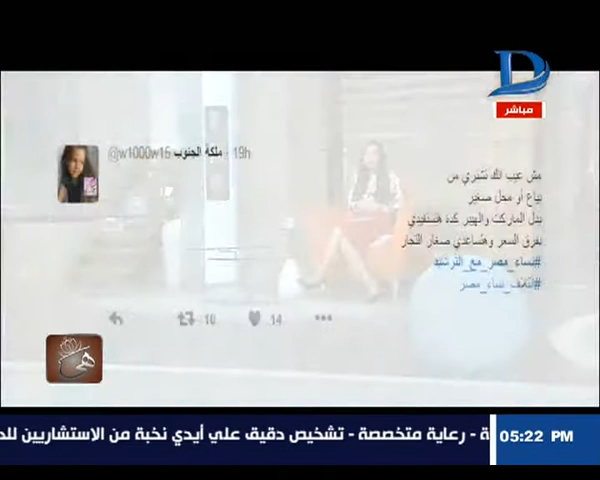 مباشر
@w1000w15 ملكة الجنوب · 19h
مش عيب انك تشتري من
بياع أو محل صغير
بدل الماركت والهيبر كدة هتستفيدي
بفرق السعر وهتساعدي صغار التجار
#نساء_مصر_مع_الترشيد
#اتحالف_نساء_مصر
10
14
هي
ة - رعاية متخصصة - تشخيص دقيق علي أيدي نخبة من الاستشاريين للد
05:22 PM